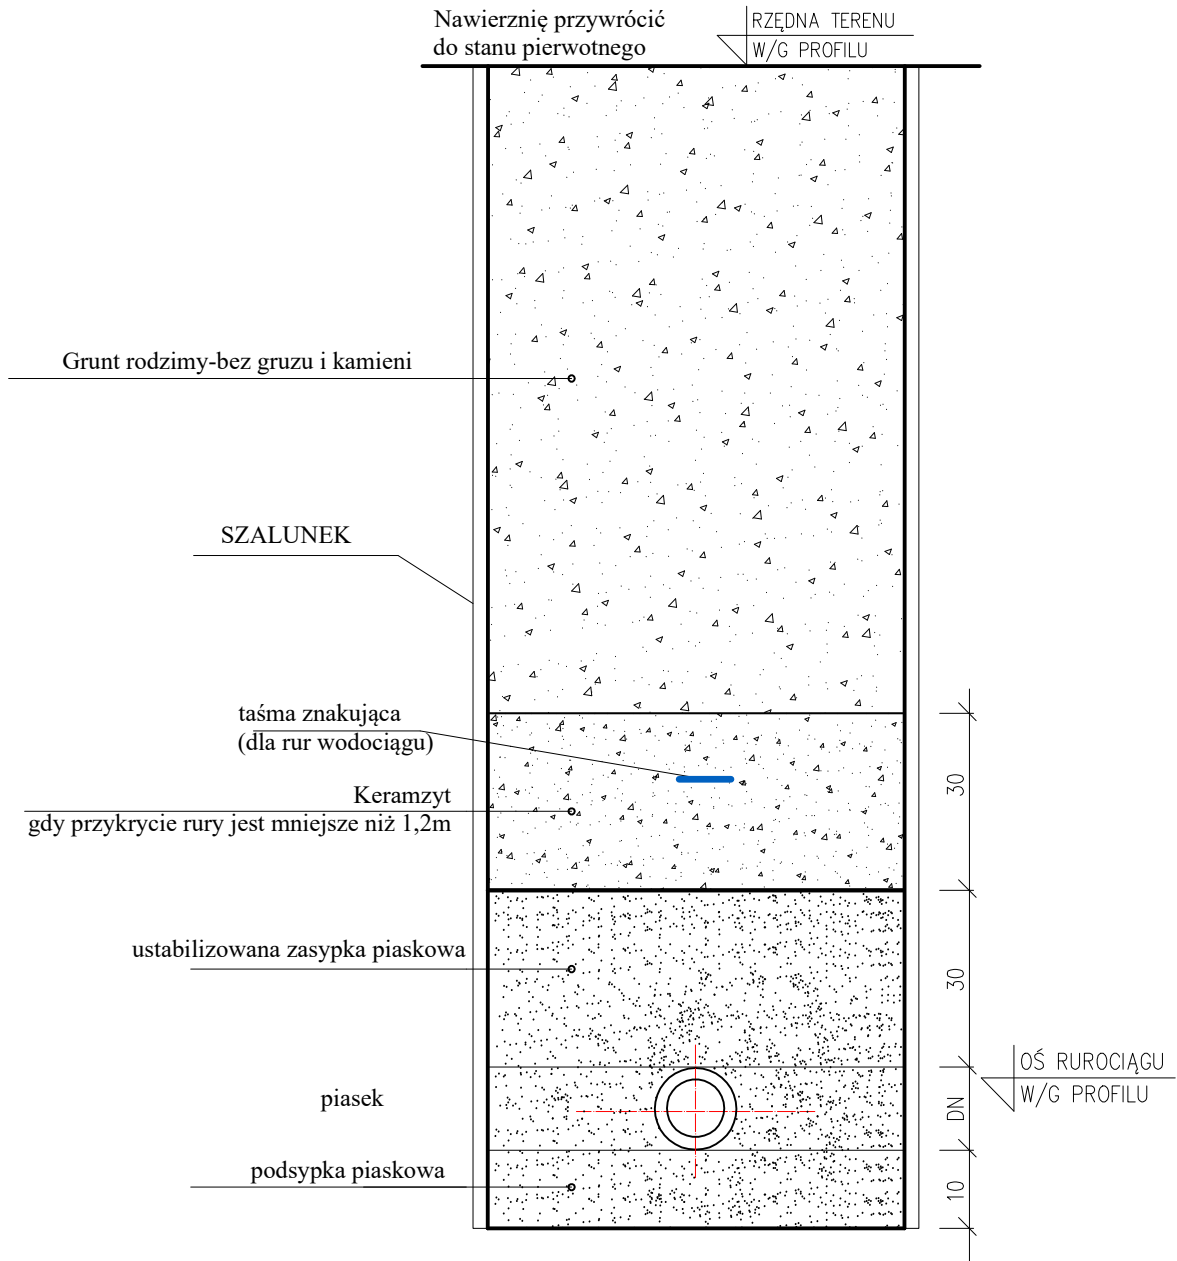 Nawierznię przywrócić
do stanu pierwotnego
RZĘDNA TERENU
W/G PROFILU
Grunt rodzimy-bez gruzu i kamieni
SZALUNEK
taśma znakująca
(dla rur wodociągu)
30
Keramzyt
gdy przykrycie rury jest mniejsze niż 1,2m
ustabilizowana zasypka piaskowa
30
OŚ RUROCIĄGU
W/G PROFILU
piasek
DN
podsypka piaskowa
10